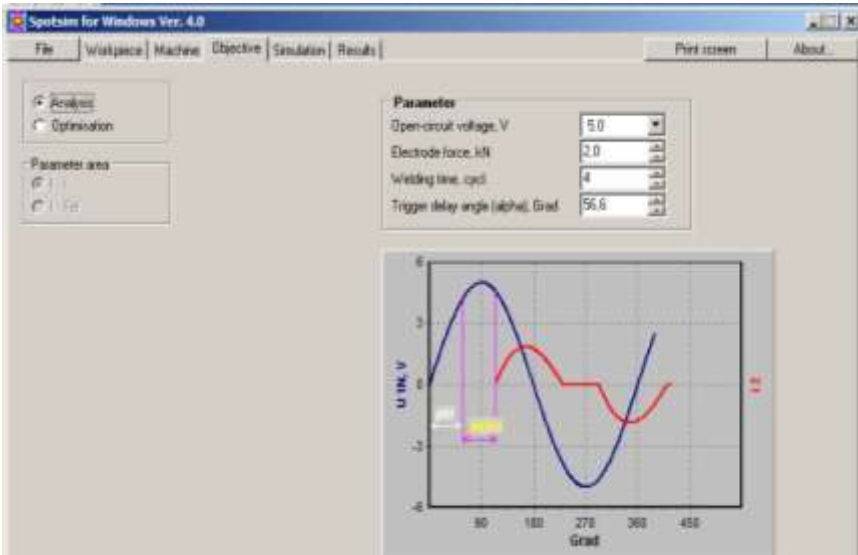 Spotsim for Windows Ver. 4.0
File Workpiece Machine Objective Simulation Results Print screen About...
Analysis
Optimisation
Parameter area
Parameter
Open-circuit voltage, V 5.0
Electrode force, kN 2,0
Welding time, cycl 4
Trigger delay angle (alpha), Grad 56,6
U IN, V
6
3
0
-3
-6
90 180 270 360 450
Grad